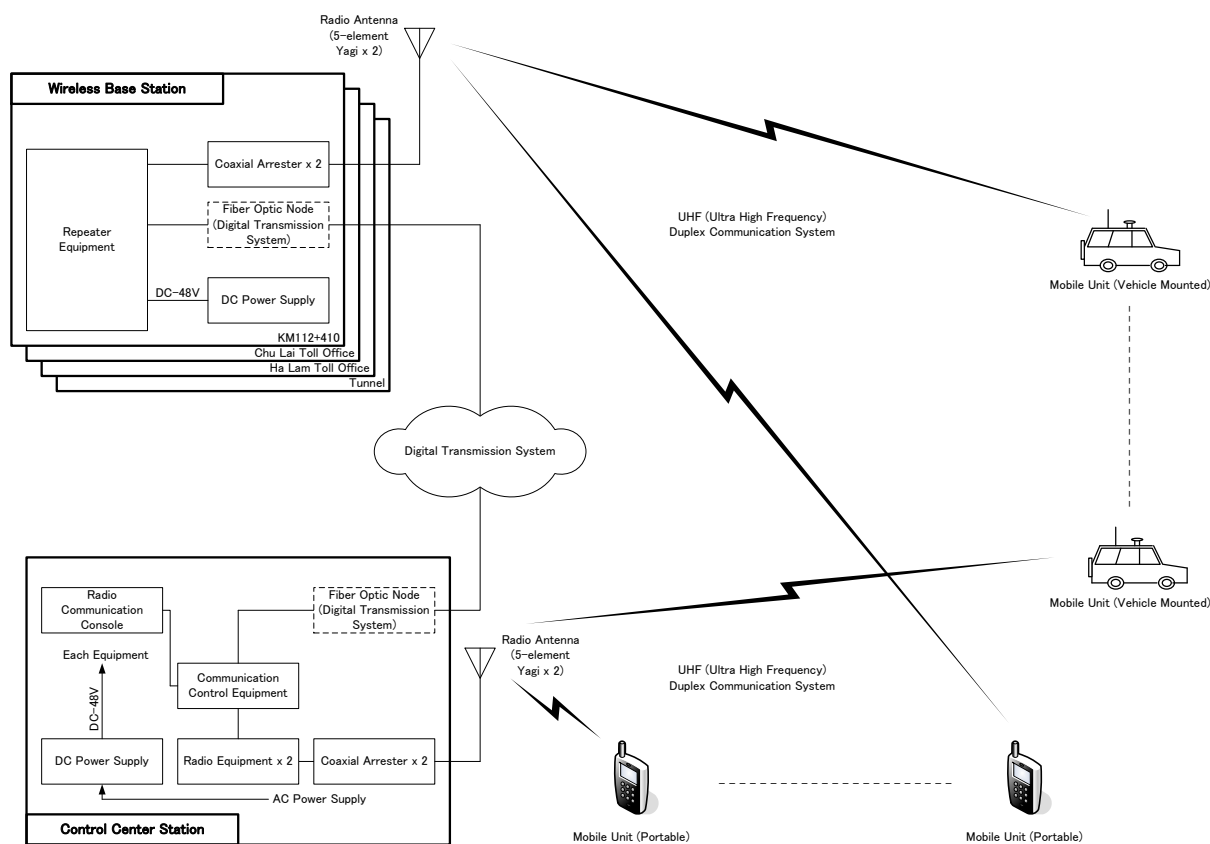 Radio Antenna
(5-element
Yagi x 2)
Wireless Base Station
Coaxial Arrester x 2
Repeater
Equipment
Fiber Optic Node
(Digital Transmission
System)
DC-48V
DC Power Supply
KM112+410
Chu Lai Toll Office
Ha Lam Toll Office
Tunnel
UHF (Ultra High Frequency)
Duplex Communication System
Mobile Unit (Vehicle Mounted)
Digital Transmission System
Mobile Unit (Vehicle Mounted)
Radio
Communication
Console
Fiber Optic Node
(Digital Transmission
System)
Each Equipment
Communication
Control Equipment
DC-48V
DC Power Supply
Radio Equipment x 2
Coaxial Arrester x 2
AC Power Supply
Control Center Station
Radio Antenna
(5-element
Yagi x 2)
UHF (Ultra High Frequency)
Duplex Communication System
Mobile Unit (Portable)
Mobile Unit (Portable)